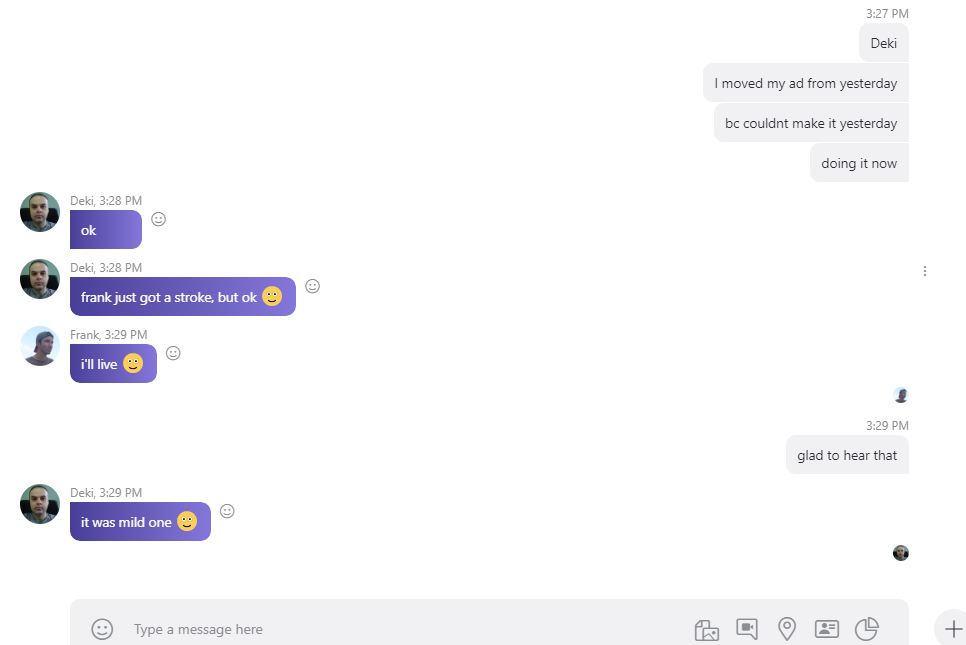 3:27 PM
Deki
I moved my ad from yesterday
bc couldnt make it yesterday
doing it now
Deki, 3:28 PM
ok
Deki, 3:28 PM
frank just got a stroke, but ok
Frank, 3:29 PM
i'll live
3:29 PM
glad to hear that
Deki, 3:29 PM
it was mild one
Type a message here